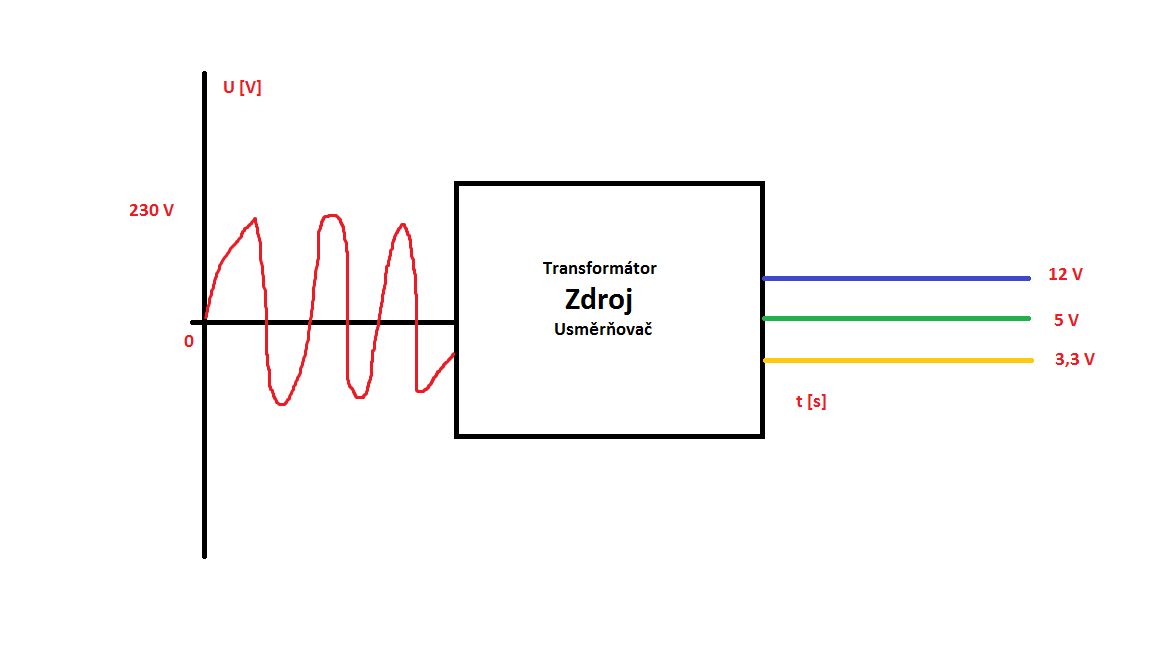 U [V]
230 V
0
Transformátor
Zdroj
Usměrňovač
12 V
5 V
3,3 V
t [s]